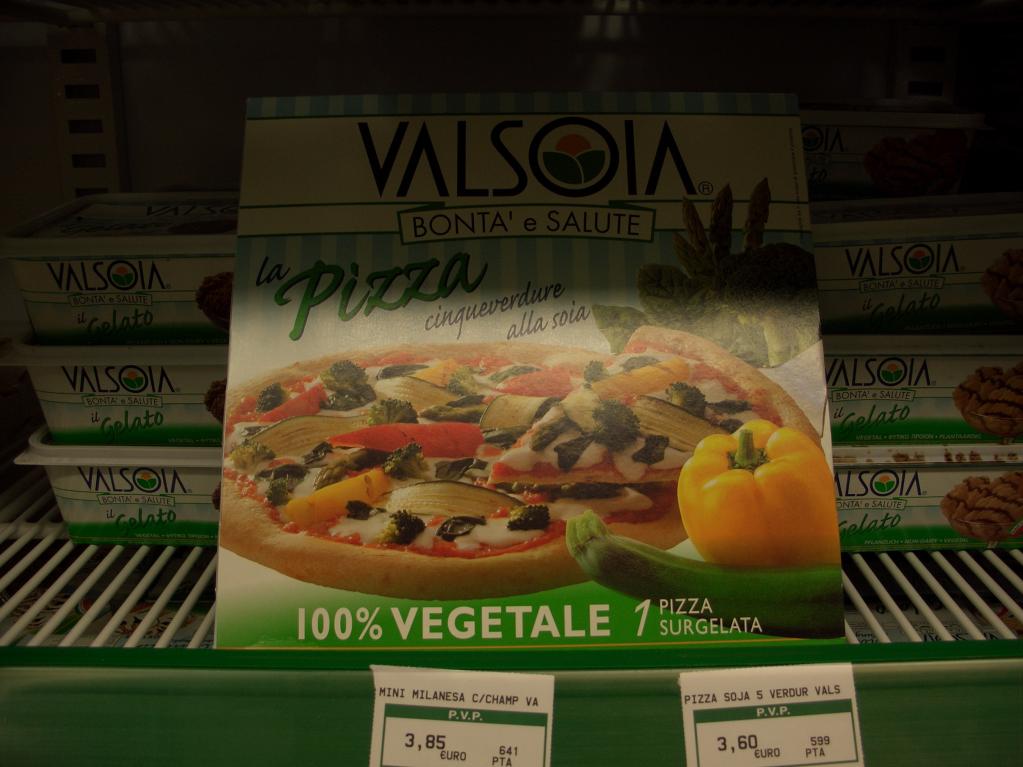 VALSOIA®
BONTA' e SALUTE
la Pizza
cinqueverdure
alla soia
100% VEGETALE 1 PIZZA
SURGELATA
VALSOIA
VALSOIA
BONTA' e SALUTE
il Gelato
VALSOIA
BONTA' e SALUTE
il Gelato
VALSOIA
BONTA' e SALUTE
il Gelato
VALSOIA
BONTA' e SALUTE
il Gelato
VALSOIA
BONTA' e SALUTE
il Gelato
VALSOIA
BONTA' e SALUTE
il Gelato
MINI MILANESA C/CHAMP VA
P.V.P.
3,85 €URO 641 PTA
PIZZA SOJA 5 VERDUR VALS
P.V.P.
3,60 €URO 599 PTA